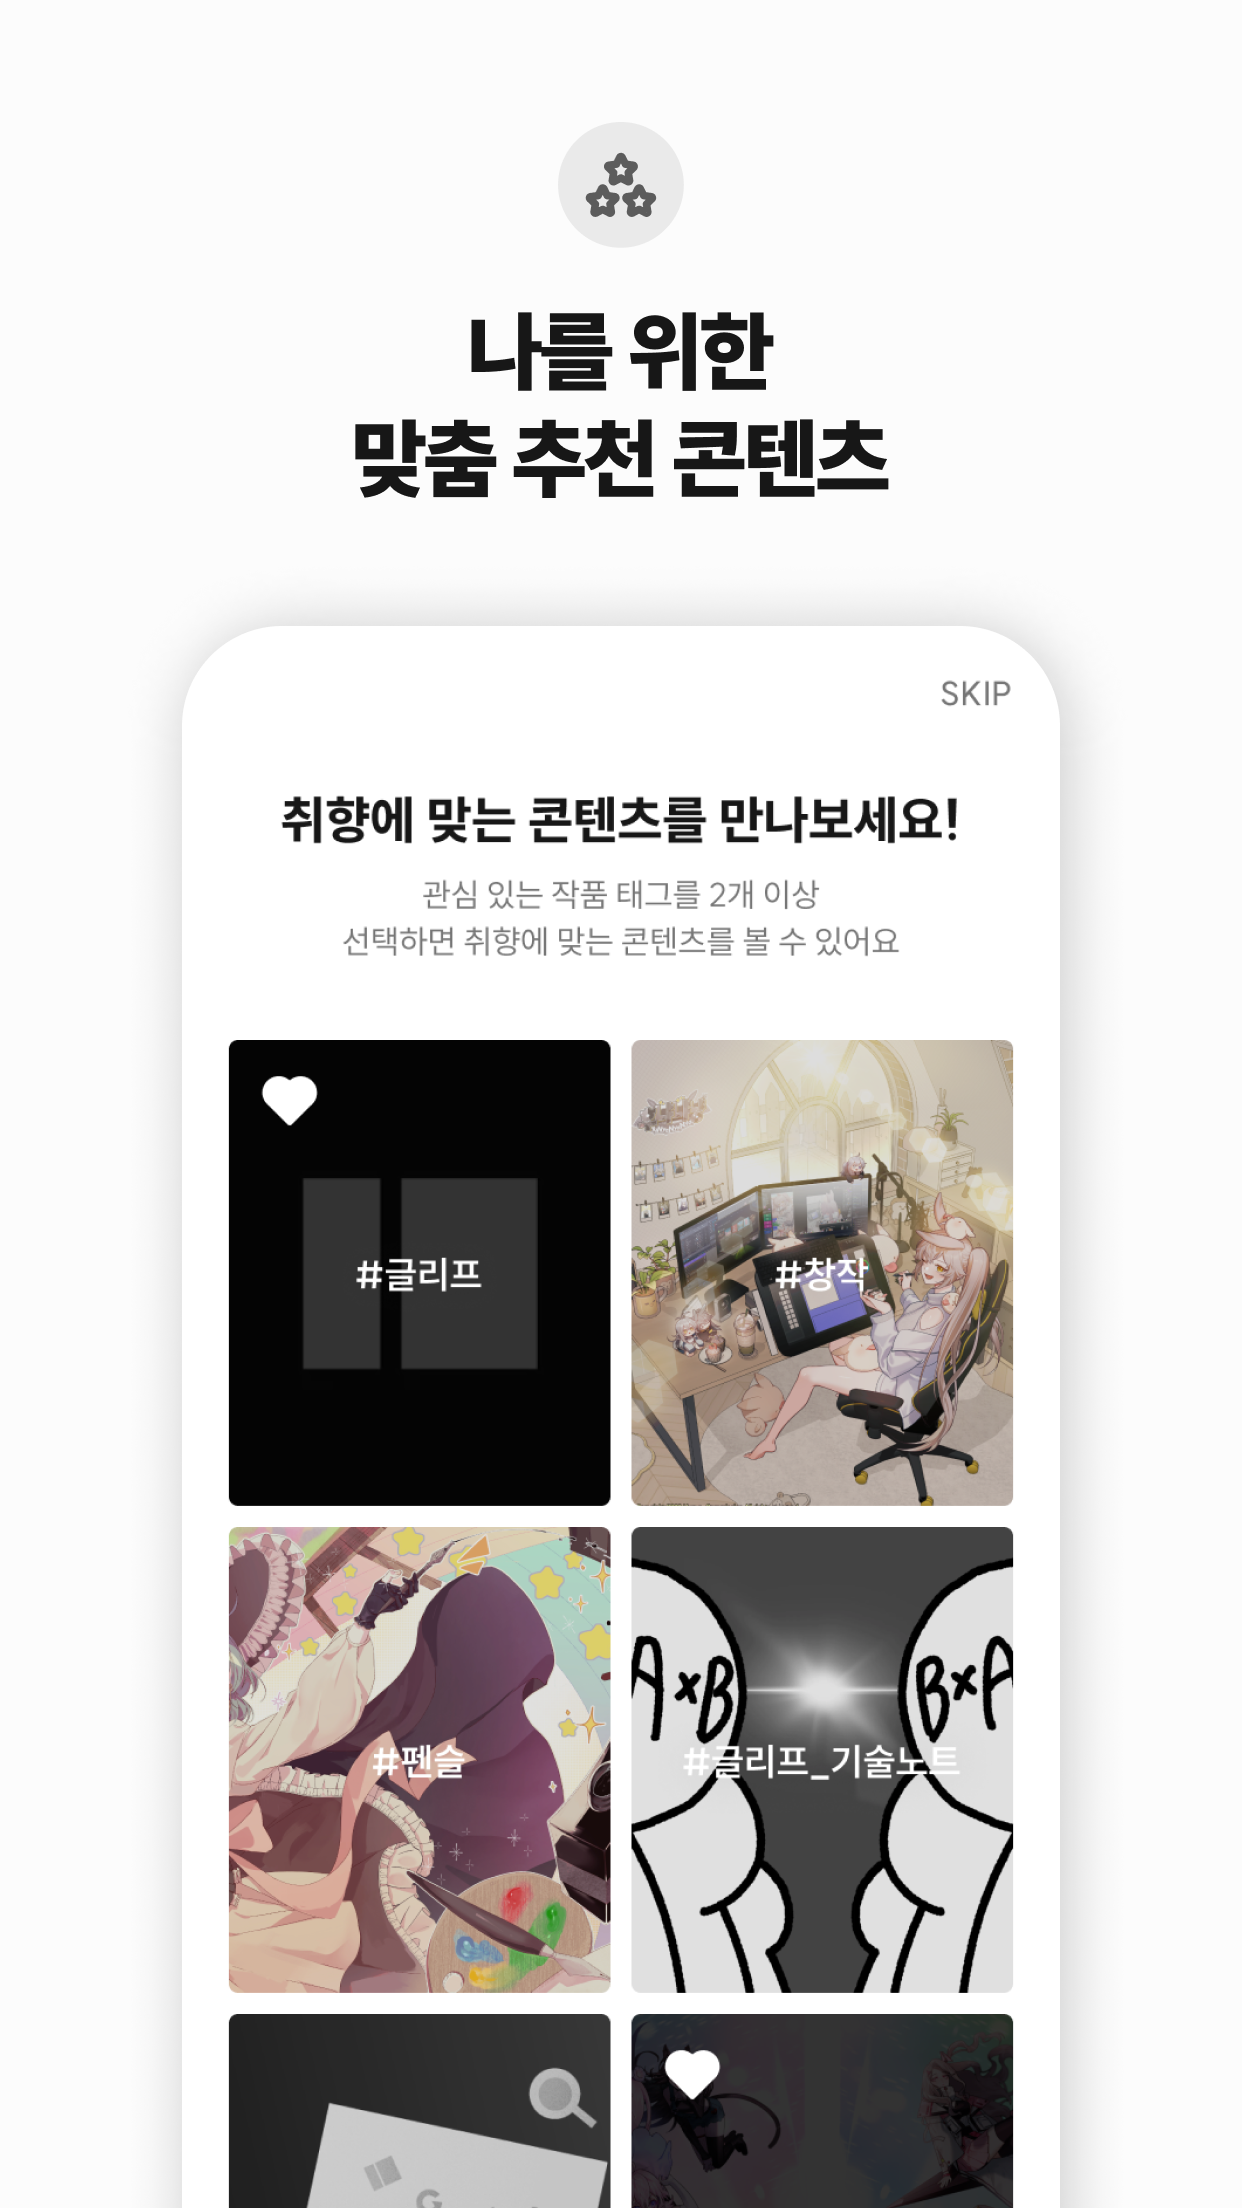 나를 위한
맞춤 추천 콘텐츠
SKIP
취향에 맞는 콘텐츠를 만나보세요!
관심 있는 작품 태그를 2개 이상
선택하면 취향에 맞는 콘텐츠를 볼 수 있어요
#글리프
#창작
#펜슬
A×B
B×A
#글리프_기술노트